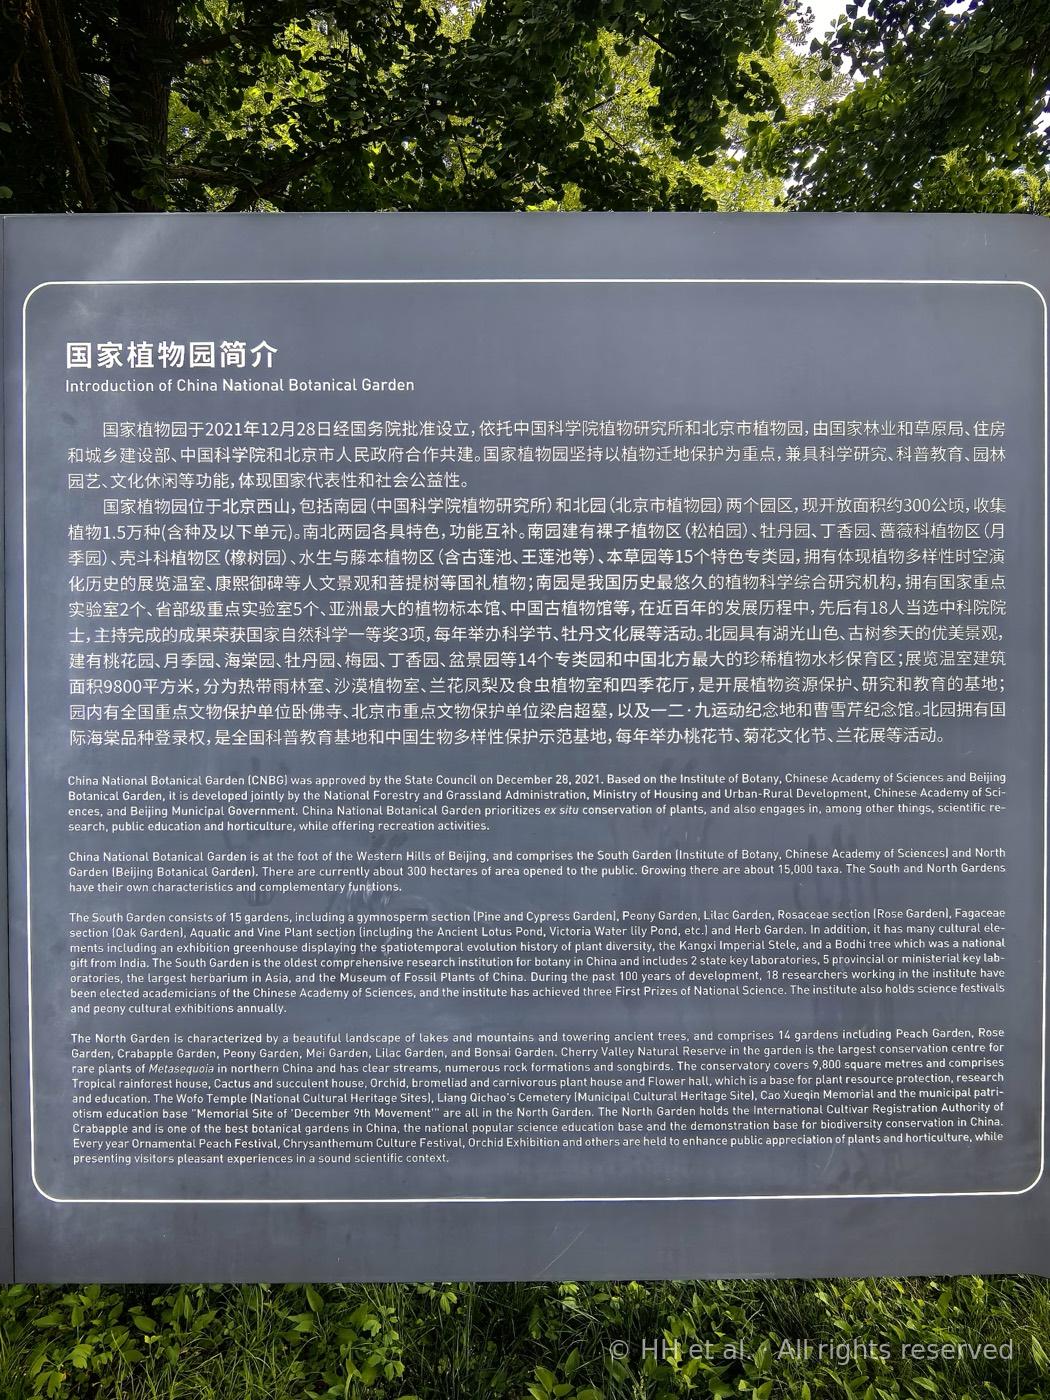 国家植物园简介
Introduction of China National Botanical Garden
国家植物园于2021年12月28日经国务院批准设立，依托中国科学院植物研究所和北京市植物园，由国家林业和草原局、住房
和城乡建设部、中国科学院和北京市人民政府合作共建。国家植物园坚持以植物迁地保护为重点，兼具科学研究、科普教育、园林
园艺、文化休闲等功能，体现国家代表性和社会公益性。
国家植物园位于北京西山，包括南园（中国科学院植物研究所）和北园（北京市植物园）两个园区，现开放面积约300公顷，收集
植物1.5万种(含种及以下单元)。南北两园各具特色，功能互补。南园建有裸子植物区（松柏园）、牡丹园、丁香园、蔷薇科植物区（月
季园）、壳斗科植物区（橡树园）、水生与藤本植物区（含古莲池、王莲池等）、本草园等15个特色专类园，拥有体现植物多样性时空演
化历史的展览温室、康熙御碑等人文景观和菩提树等国礼植物；南园是我国历史最悠久的植物科学综合研究机构，拥有国家重点
实验室2个、省部级重点实验室5个、亚洲最大的植物标本馆、中国古植物馆等，在近百年的发展历程中，先后有18人当选中科院院
士，主持完成的成果荣获国家自然科学一等奖3项，每年举办科学节、牡丹文化展等活动。北园具有湖光山色、古树参天的优美景观，
建有桃花园、月季园、海棠园、牡丹园、梅园、丁香园、盆景园等14个专类园和中国北方最大的珍稀植物水杉保育区；展览温室建筑
面积9800平方米，分为热带雨林室、沙漠植物室、兰花凤梨及食虫植物室和四季花厅，是开展植物资源保护、研究和教育的基地；
园内有全国重点文物保护单位卧佛寺、北京市重点文物保护单位梁启超墓，以及一二·九运动纪念地和曹雪芹纪念馆。北园拥有国
际海棠品种登录权，是全国科普教育基地和中国生物多样性保护示范基地，每年举办桃花节、菊花文化节、兰花展等活动。
China National Botanical Garden (CNBG) was approved by the State Council on December 28, 2021. Based on the Institute of Botany, Chinese Academy of Sciences and Beijing
Botanical Garden, it is developed jointly by the National Forestry and Grassland Administration, Ministry of Housing and Urban-Rural Development, Chinese Academy of Sci-
ences, and Beijing Municipal Government. China National Botanical Garden prioritizes ex situ conservation of plants, and also engages in, among other things, scientific re-
search, public education and horticulture, while offering recreation activities.
China National Botanical Garden is at the foot of the Western Hills of Beijing, and comprises the South Garden (Institute of Botany, Chinese Academy of Sciences) and North
Garden (Beijing Botanical Garden). There are currently about 300 hectares of area opened to the public. Growing there are about 15,000 taxa. The South and North Gardens
have their own characteristics and complementary functions.
The South Garden consists of 15 gardens, including a gymnosperm section (Pine and Cypress Garden), Peony Garden, Lilac Garden, Rosaceae section (Rose Garden), Fagaceae
section (Oak Garden), Aquatic and Vine Plant section (including the Ancient Lotus Pond, Victoria Water lily Pond, etc.) and Herb Garden. In addition, it has many cultural ele-
ments including an exhibition greenhouse displaying the spatiotemporal evolution history of plant diversity, the Kangxi Imperial Stele, and a Bodhi tree which was a national
gift from India. The South Garden is the oldest comprehensive research institution for botany in China and includes 2 state key laboratories, 5 provincial or ministerial key lab-
oratories, the largest herbarium in Asia, and the Museum of Fossil Plants of China. During the past 100 years of development, 18 researchers working in the institute have
been elected academicians of the Chinese Academy of Sciences, and the institute has achieved three First Prizes of National Science. The institute also holds science festivals
and peony cultural exhibitions annually.
The North Garden is characterized by a beautiful landscape of lakes and mountains and towering ancient trees, and comprises 14 gardens including Peach Garden, Rose
Garden, Crabapple Garden, Peony Garden, Mei Garden, Lilac Garden, and Bonsai Garden. Cherry Valley Natural Reserve in the garden is the largest conservation centre for
rare plants of Metasequoia in northern China and has clear streams, numerous rock formations and songbirds. The conservatory covers 9,800 square metres and comprises
Tropical rainforest house, Cactus and succulent house, Orchid, bromeliad and carnivorous plant house and Flower hall, which is a base for plant resource protection, research
and education. The Wofo Temple (National Cultural Heritage Sites), Liang Qichao's Cemetery (Municipal Cultural Heritage Site), Cao Xueqin Memorial and the municipal patri-
otism education base "Memorial Site of 'December 9th Movement'" are all in the North Garden. The North Garden holds the International Cultivar Registration Authority of
Crabapple and is one of the best botanical gardens in China, the national popular science education base and the demonstration base for biodiversity conservation in China.
Every year Ornamental Peach Festival, Chrysanthemum Culture Festival, Orchid Exhibition and others are held to enhance public appreciation of plants and horticulture, while
presenting visitors pleasant experiences in a sound scientific context.
© HH et al. · All rights reserved